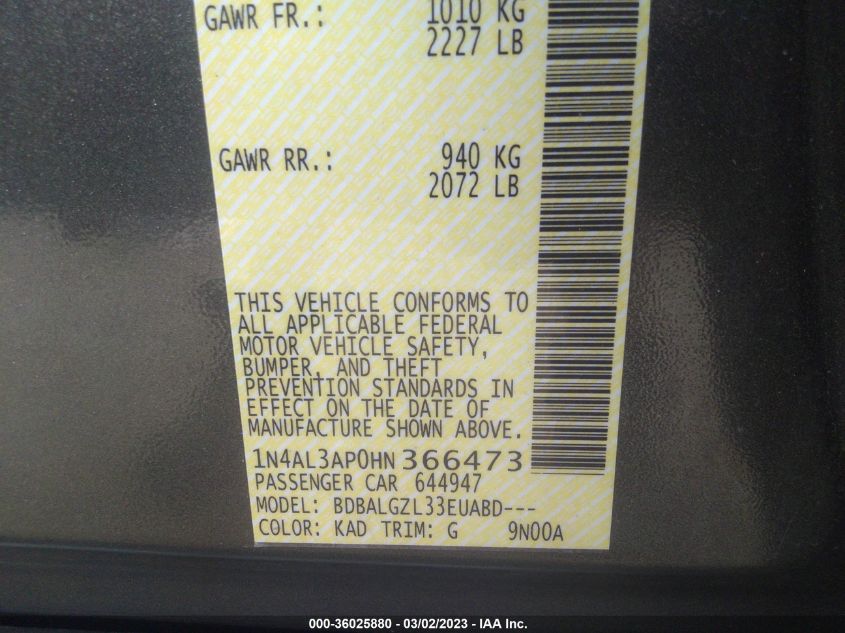 GAWR FR.: 1010 KG
2227 LB
GAWR RR.: 940 KG
2072 LB
THIS VEHICLE CONFORMS TO
ALL APPLICABLE FEDERAL
MOTOR VEHICLE SAFETY,
BUMPER, AND THEFT
PREVENTION STANDARDS IN
EFFECT ON THE DATE OF
MANUFACTURE SHOWN ABOVE.
1N4AL3AP0HN 366473
PASSENGER CAR 644947
MODEL: BDBALGZL33EUABD---
COLOR: KAD TRIM: G 9N00A
000-36025880 - 03/02/2023 - IAA Inc.